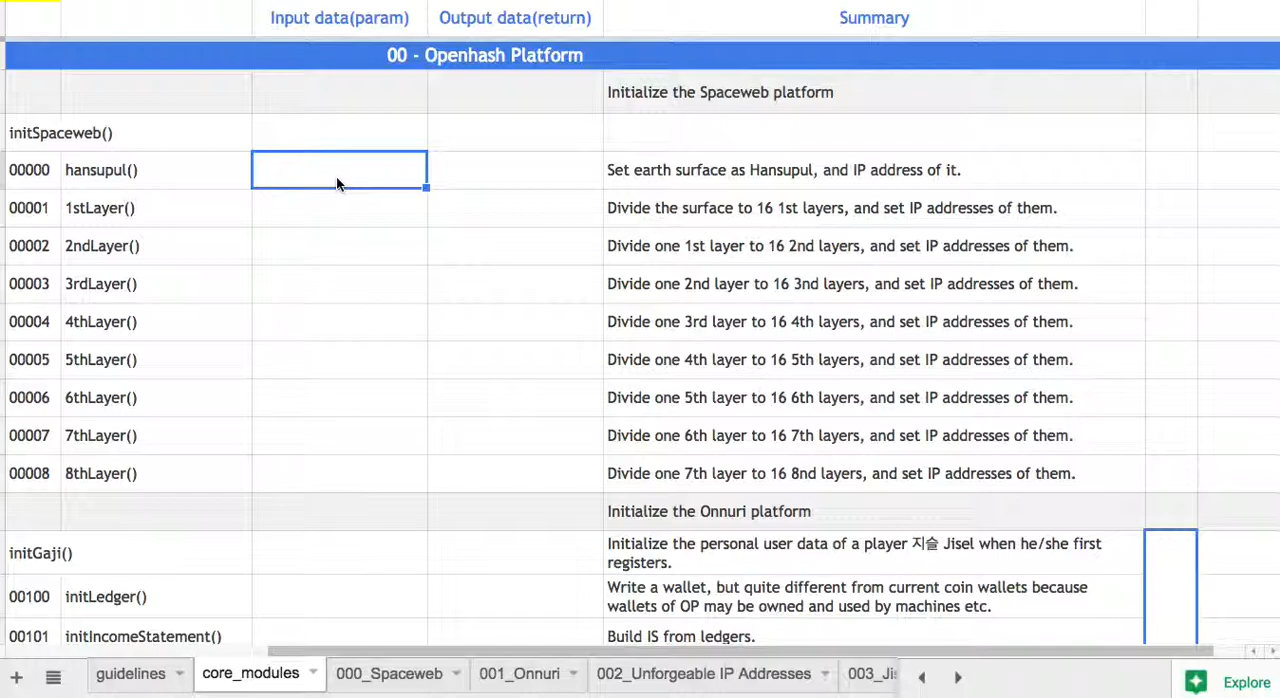 Input data(param) Output data(return) Summary
00 - Openhash Platform
Initialize the Spaceweb platform
initSpaceweb()
00000 hansupul() Set earth surface as Hansupul, and IP address of it.
00001 1stLayer() Divide the surface to 16 1st layers, and set IP addresses of them.
00002 2ndLayer() Divide one 1st layer to 16 2nd layers, and set IP addresses of them.
00003 3rdLayer() Divide one 2nd layer to 16 3nd layers, and set IP addresses of them.
00004 4thLayer() Divide one 3rd layer to 16 4th layers, and set IP addresses of them.
00005 5thLayer() Divide one 4th layer to 16 5th layers, and set IP addresses of them.
00006 6thLayer() Divide one 5th layer to 16 6th layers, and set IP addresses of them.
00007 7thLayer() Divide one 6th layer to 16 7th layers, and set IP addresses of them.
00008 8thLayer() Divide one 7th layer to 16 8nd layers, and set IP addresses of them.
Initialize the Onnuri platform
initGaji() Initialize the personal user data of a player 지슬 Jisel when he/she first
registers.
00100 initLedger() Write a wallet, but quite different from current coin wallets because
wallets of OP may be owned and used by machines etc.
00101 initIncomeStatement() Build IS from ledgers.
guidelines core_modules 000_Spaceweb 001_Onnuri 002_Unforgeable IP Addresses 003_Ji Explore